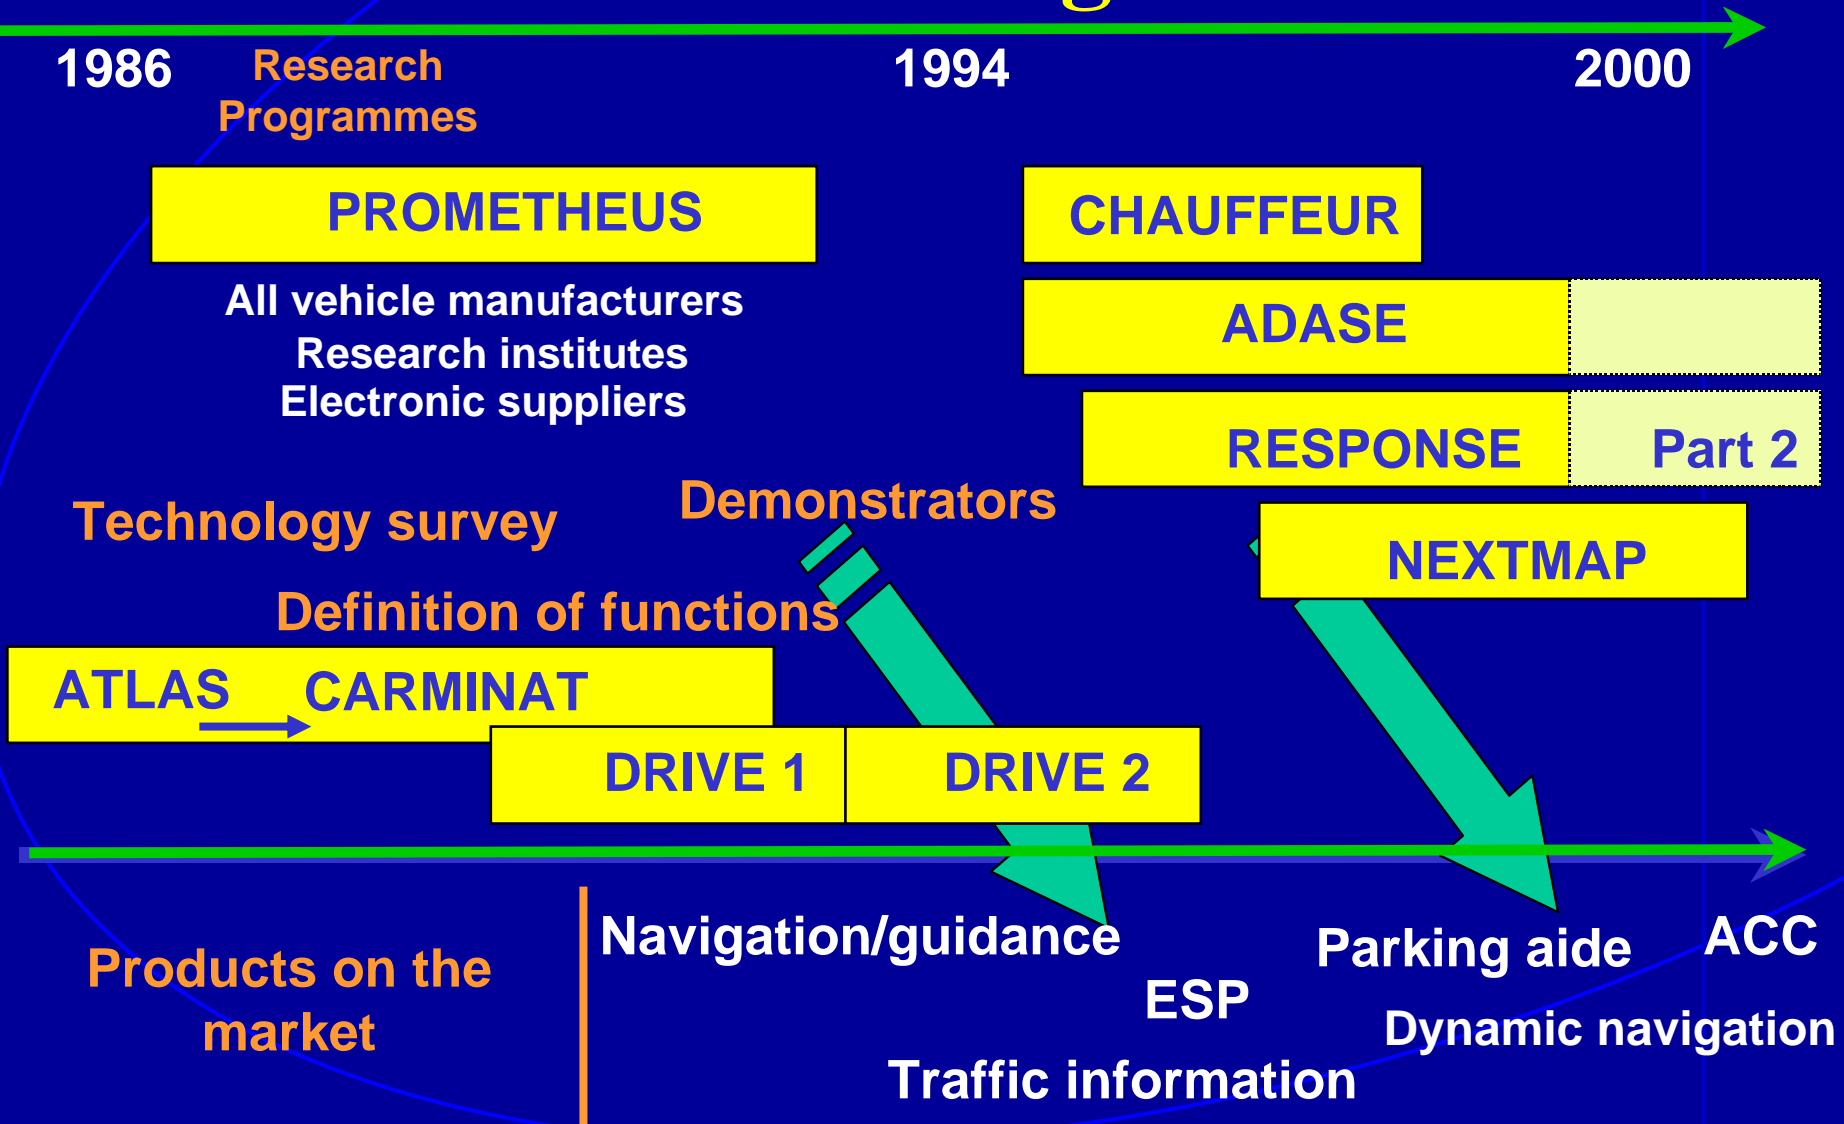 1986
Research
Programmes
1994
2000
PROMETHEUS
All vehicle manufacturers
Research institutes
Electronic suppliers
CHAUFFEUR
ADASE
RESPONSE
Part 2
NEXTMAP
Technology survey
Demonstrators
Definition of functions
ATLAS
CARMINAT
DRIVE 1
DRIVE 2
Products on the
market
Navigation/guidance
ESP
Traffic information
Parking aide
ACC
Dynamic navigation